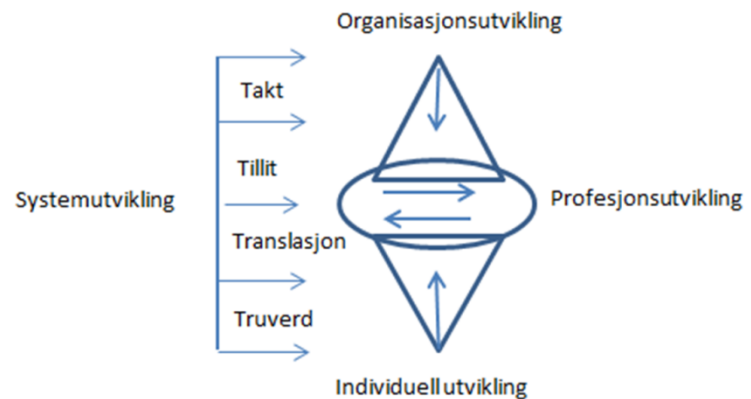 Organisasjonsutvikling
Takt
Tillit
Systemutvikling
Profesjonsutvikling
Translasjon
Truverd
Individuell utvikling